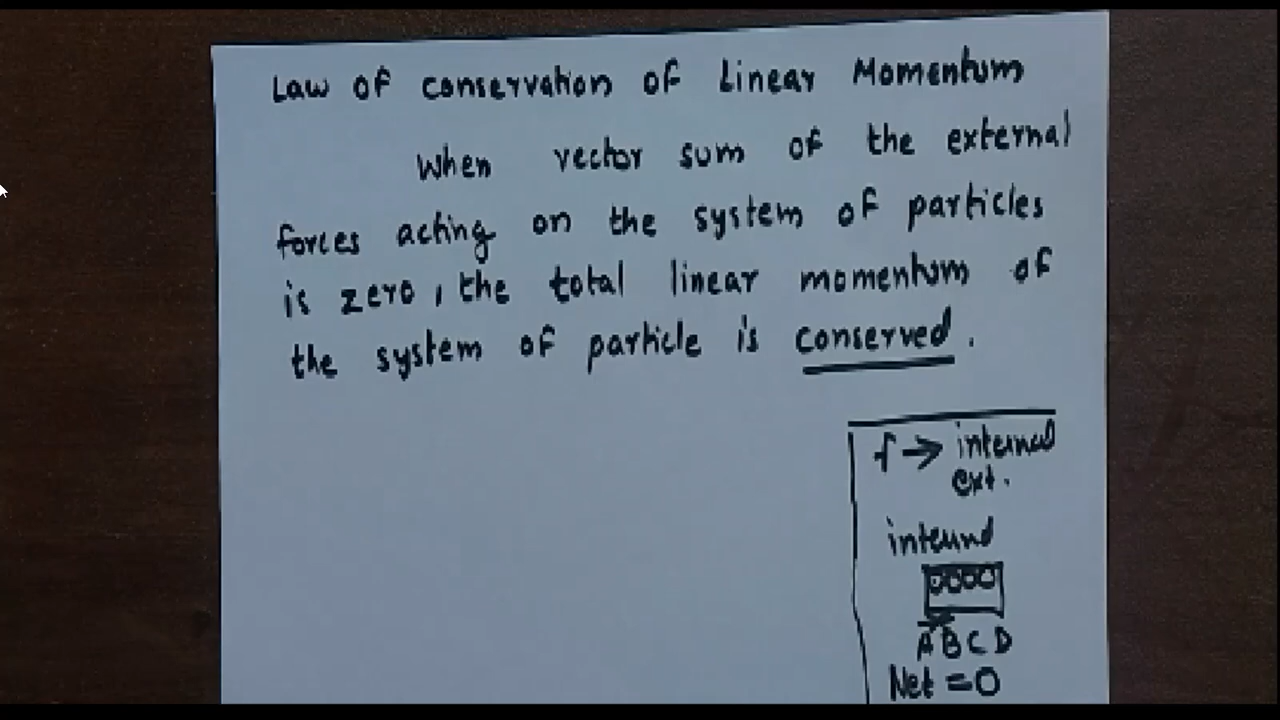 Law of conservation of Linear Momentum
When vector sum of the external
forces acting on the system of particles
is zero, the total linear momentum of
the system of particle is conserved.
f → internal
ext.
internal
A B C D
Net = 0